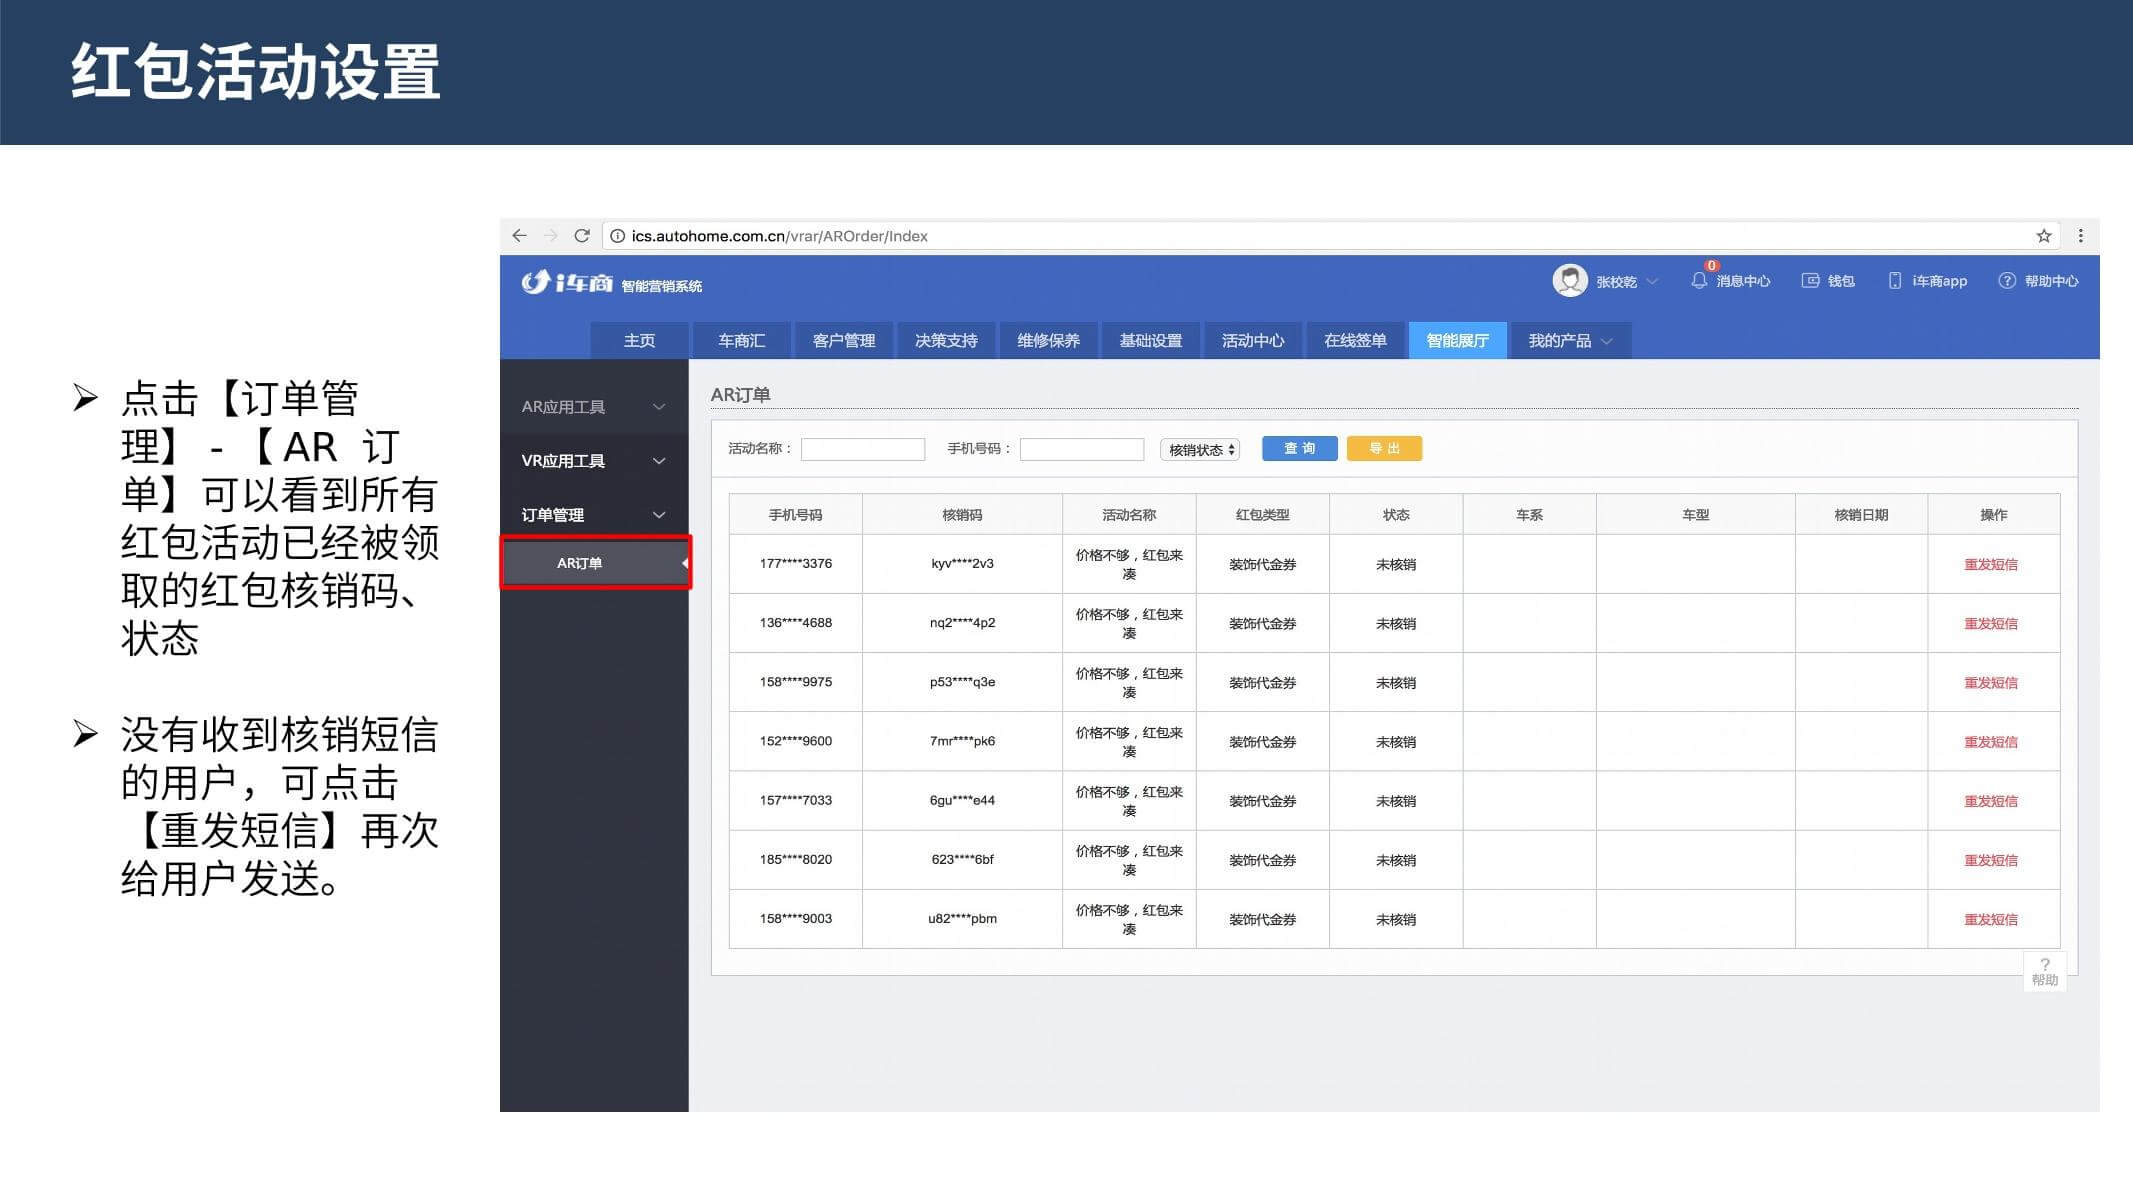 红包活动设置
➢ 点击【订单管
理】-【AR 订
单】可以看到所有
红包活动已经被领
取的红包核销码、
状态
➢ 没有收到核销短信
的用户，可点击
【重发短信】再次
给用户发送。
ics.autohome.com.cn/vrar/AROrder/Index
i车商 智能营销系统
张校乾 0 消息中心 钱包 i车商app 帮助中心
主页 车商汇 客户管理 决策支持 维修保养 基础设置 活动中心 在线签单 智能展厅 我的产品
AR应用工具
VR应用工具
订单管理
AR订单
AR订单
活动名称： 手机号码： 核销状态 查 询 导 出
手机号码 核销码 活动名称 红包类型 状态 车系 车型 核销日期 操作
177****3376 kyv****2v3 价格不够，红包来 装饰代金券 未核销 重发短信
凑
136****4688 nq2****4p2 价格不够，红包来 装饰代金券 未核销 重发短信
凑
158****9975 p53****q3e 价格不够，红包来 装饰代金券 未核销 重发短信
凑
152****9600 7mr****pk6 价格不够，红包来 装饰代金券 未核销 重发短信
凑
157****7033 6gu****e44 价格不够，红包来 装饰代金券 未核销 重发短信
凑
185****8020 623****6bf 价格不够，红包来 装饰代金券 未核销 重发短信
凑
158****9003 u82****pbm 价格不够，红包来 装饰代金券 未核销 重发短信
凑
?
帮助